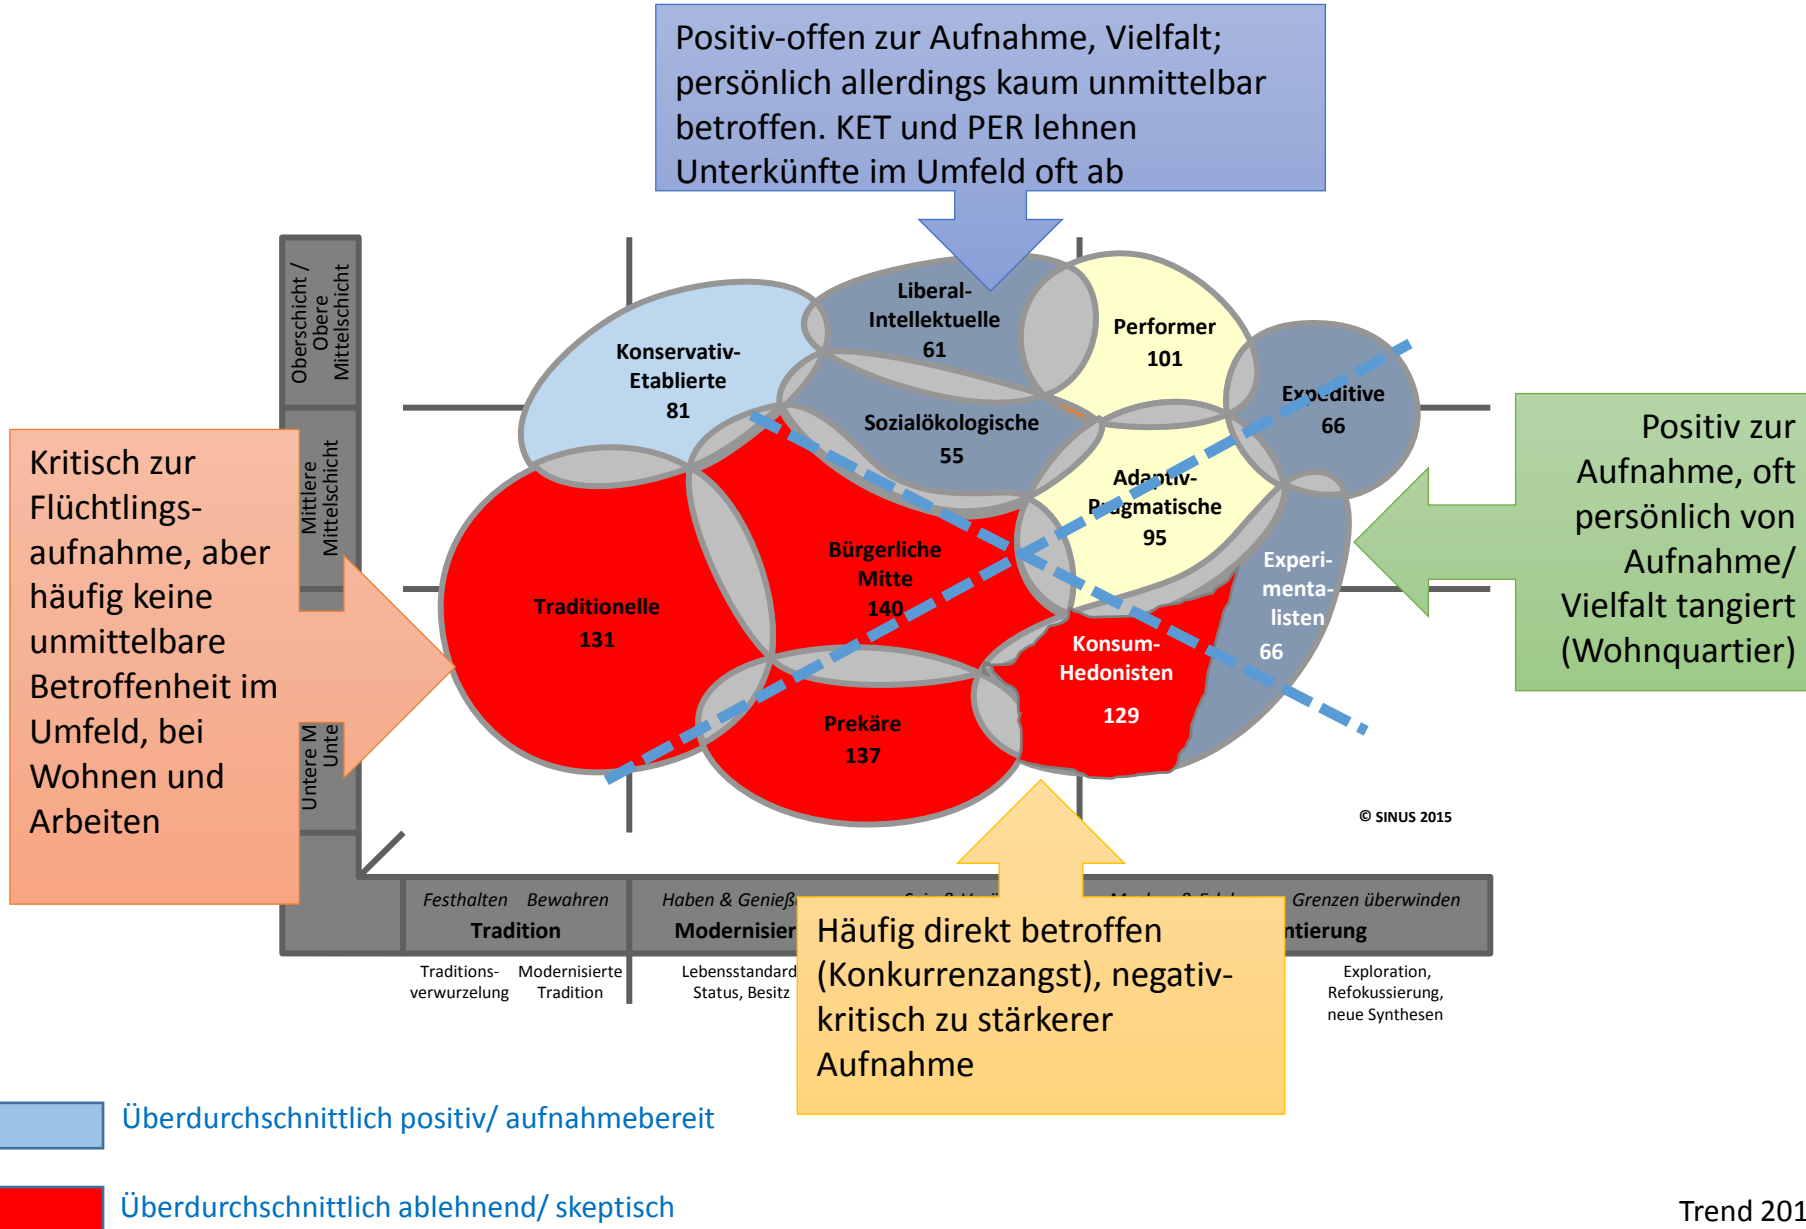 Positiv-offen zur Aufnahme, Vielfalt;
persönlich allerdings kaum unmittelbar
betroffen. KET und PER lehnen
Unterkünfte im Umfeld oft ab
Oberschicht /
Obere
Mittelschicht
Mittlere
Mittelschicht
Untere
Kritisch zur
Flüchtlings-
aufnahme, aber
häufig keine
unmittelbare
Betroffenheit im
Umfeld, bei
Wohnen und
Arbeiten
Konservativ-
Etablierte
81
Liberal-
Intellektuelle
61
Performer
101
Expeditive
66
Sozialökologische
55
Adaptiv-
Pragmatische
95
Bürgerliche
Mitte
140
Traditionelle
131
Experi-
menta-
listen
66
Konsum-
Hedonisten
129
Prekäre
137
Positiv zur
Aufnahme, oft
persönlich von
Aufnahme/
Vielfalt tangiert
(Wohnquartier)
© SINUS 2015
Festhalten Bewahren
Haben &
Grenzen überwinden
Tradition
Traditions-
verwurzelung
Modernisierte
Tradition
Lebensstandard
Status, Besitz
Exploration,
Refokussierung,
neue Synthesen
Häufig direkt betroffen
(Konkurrenzangst), negativ-
kritisch zu stärkerer
Aufnahme
Überdurchschnittlich positiv/ aufnahmebereit
Überdurchschnittlich ablehnend/ skeptisch
Trend 201